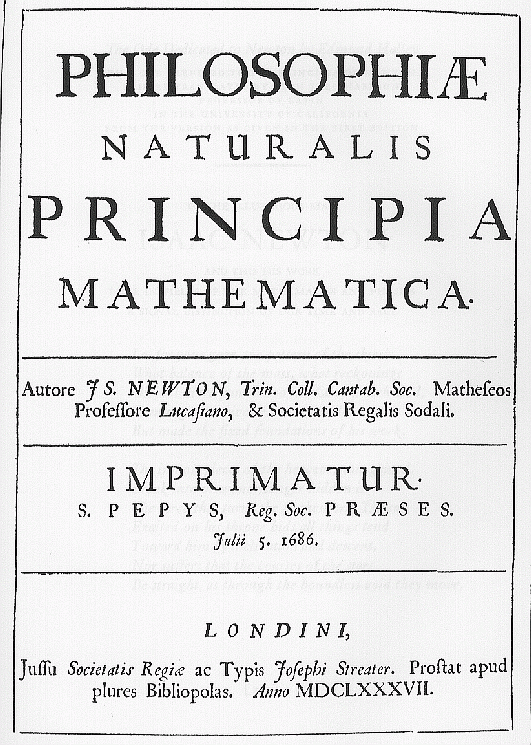 PHILOSOPHIÆ
NATURALIS
PRINCIPIA
MATHEMATICA.
Autore JS. NEWTON, Trin. Coll. Cantab. Soc. Matheſeos
Profeſſore Lucaſiano, & Societatis Regalis Sodali.
IMPRIMATUR.
S. PEPYS, Reg. Soc. PRÆSES.
Julii 5. 1686.
LONDINI,
Juſſu Societatis Regiæ ac Typis Joſephi Streater. Proſtat apud
plures Bibliopolas. Anno MDCLXXXVII.